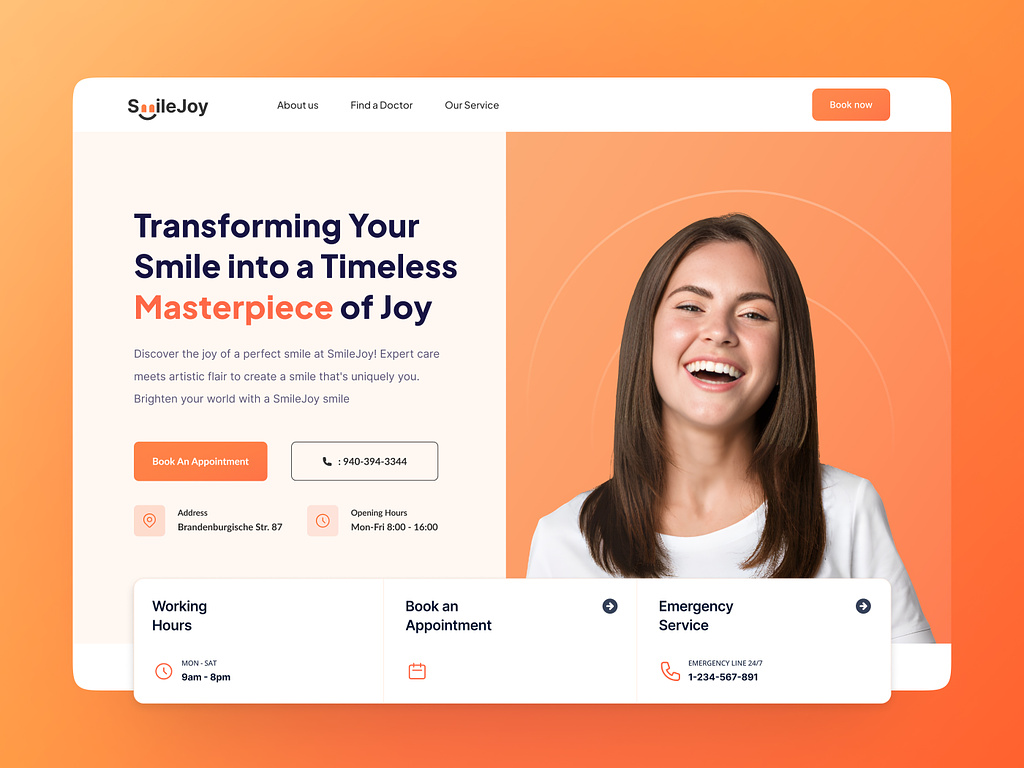 SmileJoy
About us
Find a Doctor
Our Service
Book now
Transforming Your
Smile into a Timeless
Masterpiece of Joy
Discover the joy of a perfect smile at SmileJoy! Expert care
meets artistic flair to create a smile that's uniquely you.
Brighten your world with a SmileJoy smile
Book An Appointment
: 940-394-3344
Address
Brandenburgische Str. 87
Opening Hours
Mon-Fri 8:00 - 16:00
Working
Hours
MON - SAT
9am - 8pm
Book an
Appointment
Emergency
Service
EMERGENCY LINE 24/7
1-234-567-891